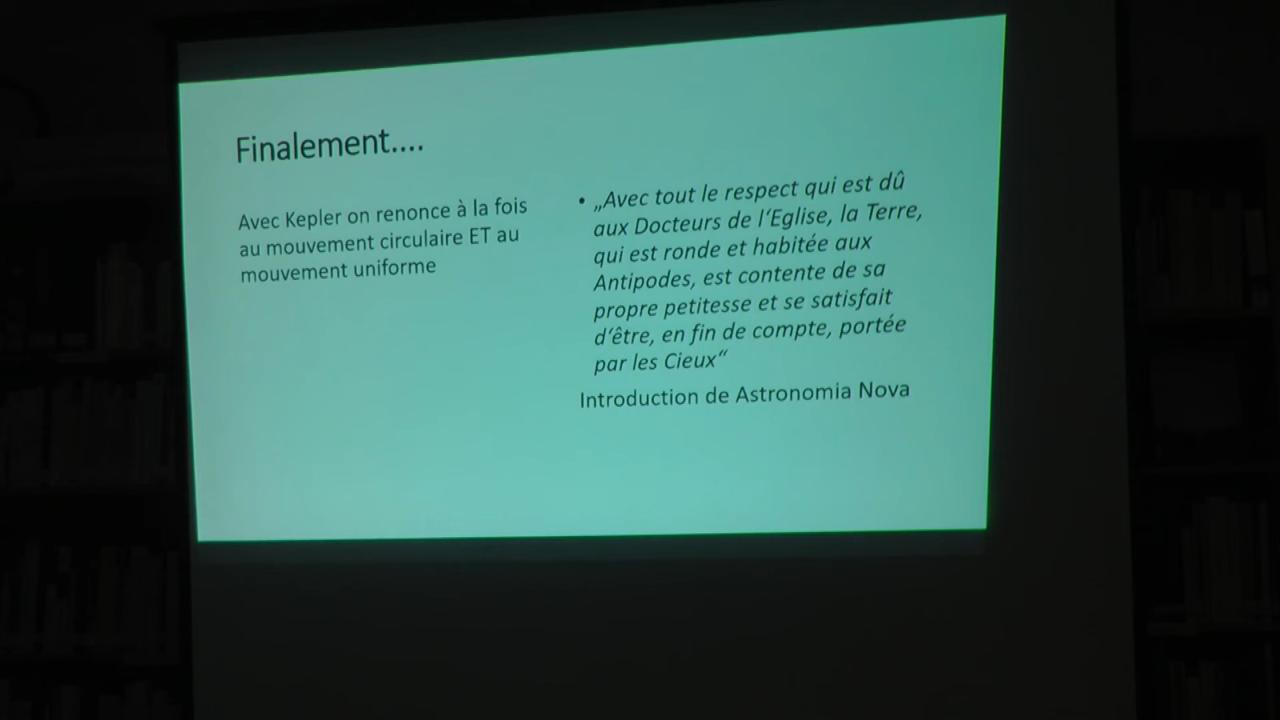 Finalement....
Avec Kepler on renonce à la fois
au mouvement circulaire ET au
mouvement uniforme
• „Avec tout le respect qui est dû
aux Docteurs de l‘Eglise, la Terre,
qui est ronde et habitée aux
Antipodes, est contente de sa
propre petitesse et se satisfait
d‘être, en fin de compte, portée
par les Cieux“
Introduction de Astronomia Nova